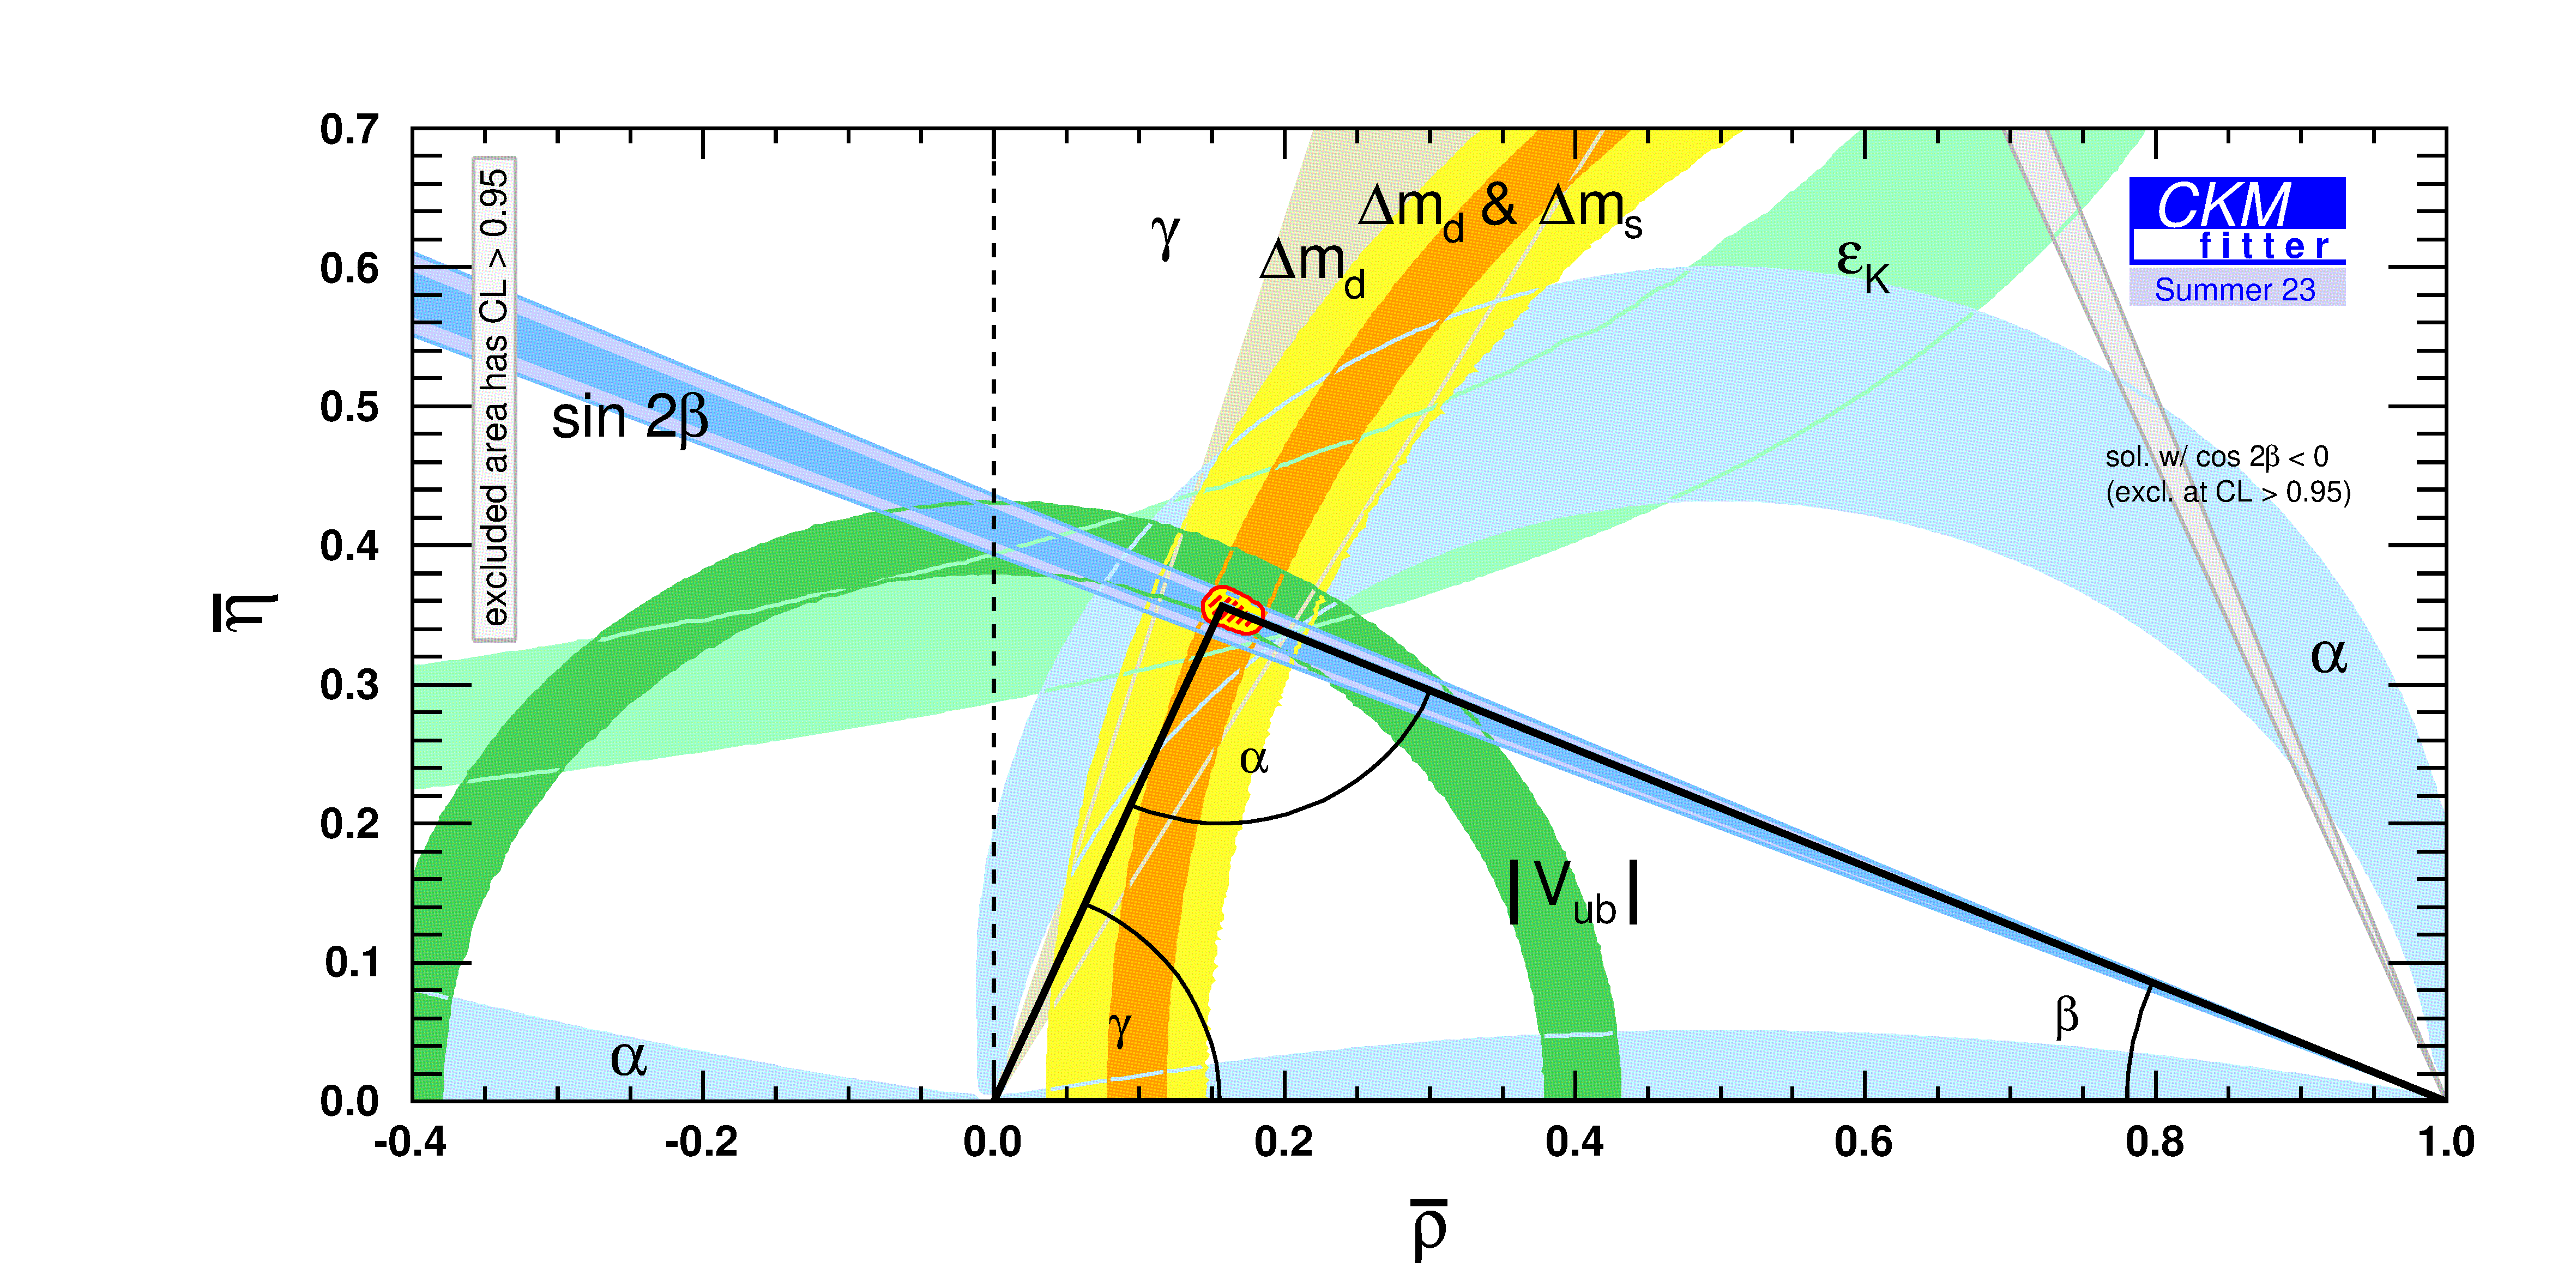 0.7
0.6
0.5
0.4
0.3
0.2
0.1
0.0
-0.4
-0.2
0.0
0.2
0.4
0.6
0.8
1.0
η̅
ρ̅
excluded area has CL > 0.95
γ
Δm_d & Δm_s
Δm_d
ε_K
CKM
fitter
Summer 23
sin 2β
sol. w/ cos 2β < 0
(excl. at CL > 0.95)
α
α
|V_ub|
γ
β
α